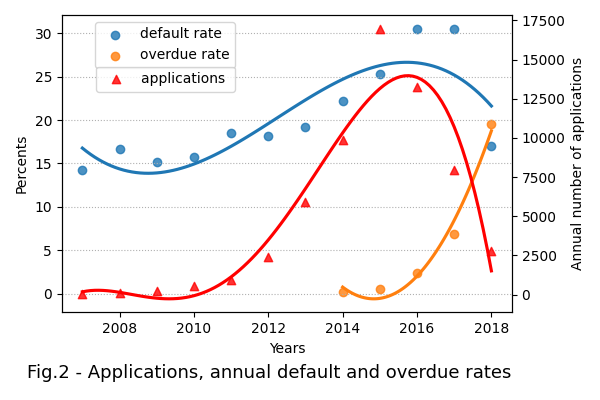 default rate
overdue rate
applications
30
25
20
15
10
5
0
Percents
17500
15000
12500
10000
7500
5000
2500
0
Annual number of applications
2008 2010 2012 2014 2016 2018
Years
Fig.2 - Applications, annual default and overdue rates